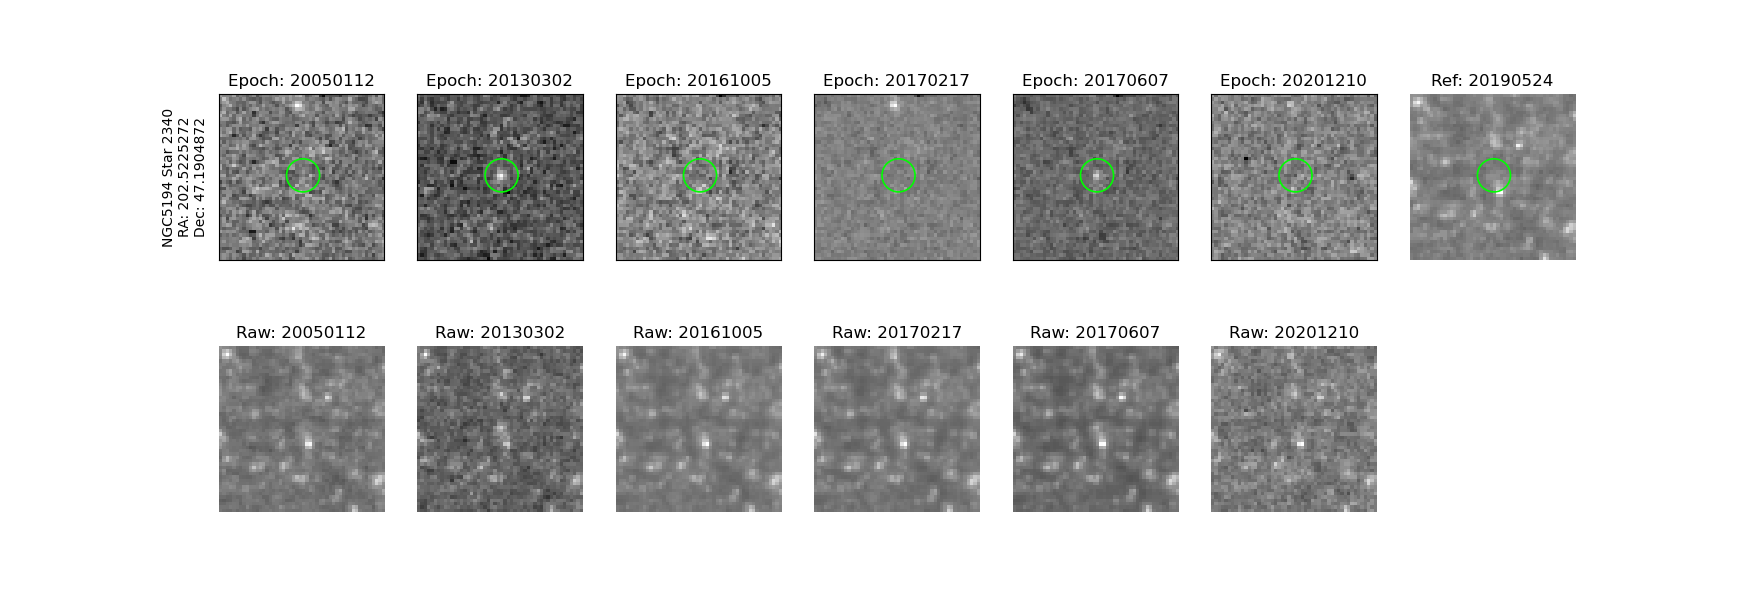 NGC5194 Star 2340
RA: 202.5225272
Dec: 47.1904872
Epoch: 20050112
Epoch: 20130302
Epoch: 20161005
Epoch: 20170217
Epoch: 20170607
Epoch: 20201210
Ref: 20190524
Raw: 20050112
Raw: 20130302
Raw: 20161005
Raw: 20170217
Raw: 20170607
Raw: 20201210